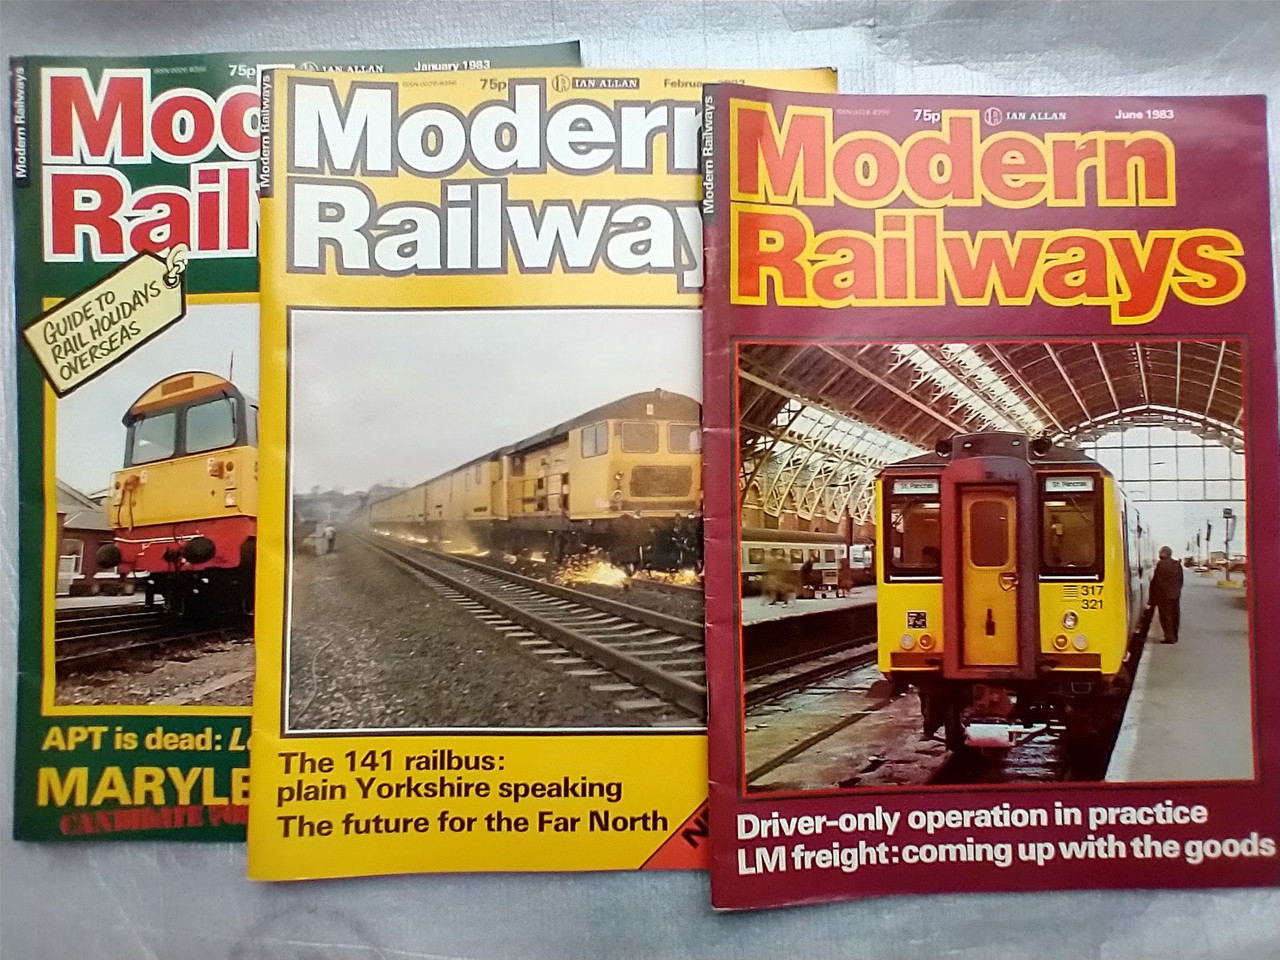 Modern Railways
75p
January 1983
IAN ALLAN
Mod
Rail
GUIDE TO
RAIL HOLIDAYS
OVERSEAS
APT is dead:
MARYLE
CANDIDATE
Modern Railways
75p
IAN ALLAN
Februa
Modern
Railway
The 141 railbus:
plain Yorkshire speaking
The future for the Far North
Modern Railways
75p
IAN ALLAN
June 1983
Modern
Railways
St. Pancras
St. Pancras
317
321
Driver-only operation in practice
LM freight: coming up with the goods